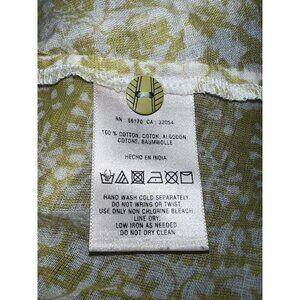 RN 56170 CA 32054
100 % COTTON, COTON, ALGODON
COTONE, BAUMWOLLE
HECHO EN INDIA
HAND WASH COLD SEPARATELY.
DO NOT WRING OR TWIST.
USE ONLY NON CHLORINE BLEACH.
LINE DRY.
LOW IRON AS NEEDED.
DO NOT DRY CLEAN